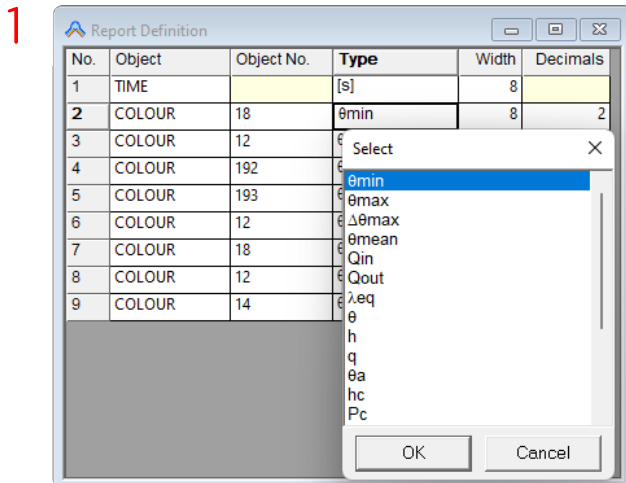 1
Report Definition
No. Object Object No. Type Width Decimals
1 TIME [s] 8
2 COLOUR 18 θmin 8 2
3 COLOUR 12
4 COLOUR 192
5 COLOUR 193
6 COLOUR 12
7 COLOUR 18
8 COLOUR 12
9 COLOUR 14
Select
θmin
θmax
Δθmax
θmean
Qin
Qout
λeq
θ
h
q
θa
hc
Pc
OK Cancel